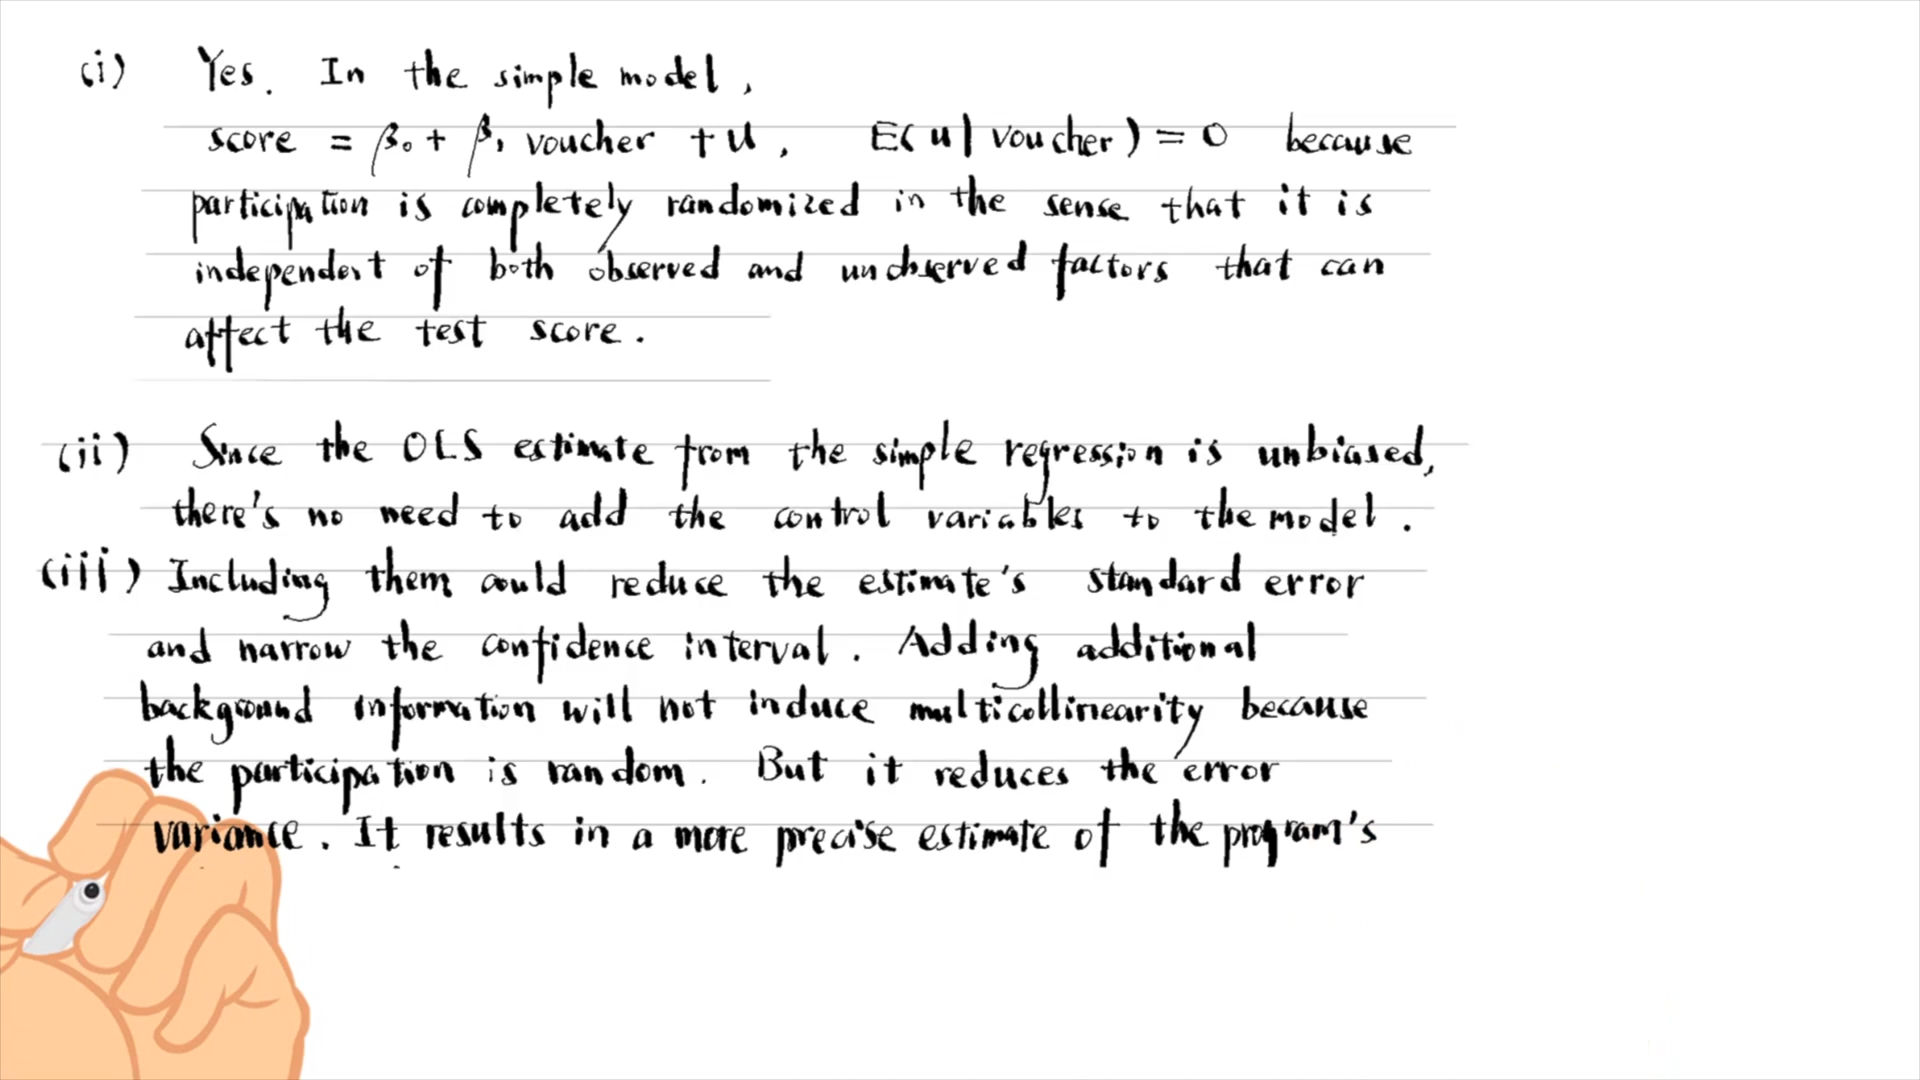 (i) Yes. In the simple model,
score = β₀ + β₁ voucher + u, E(u|voucher) = 0 because
participation is completely randomized in the sense that it is
independent of both observed and unobserved factors that can
affect the test score.
(ii) Since the OLS estimate from the simple regression is unbiased,
there's no need to add the control variables to the model.
(iii) Including them could reduce the estimate's standard error
and narrow the confidence interval. Adding additional
background information will not induce multicollinearity because
the participation is random. But it reduces the error
variance. It results in a more precise estimate of the program's